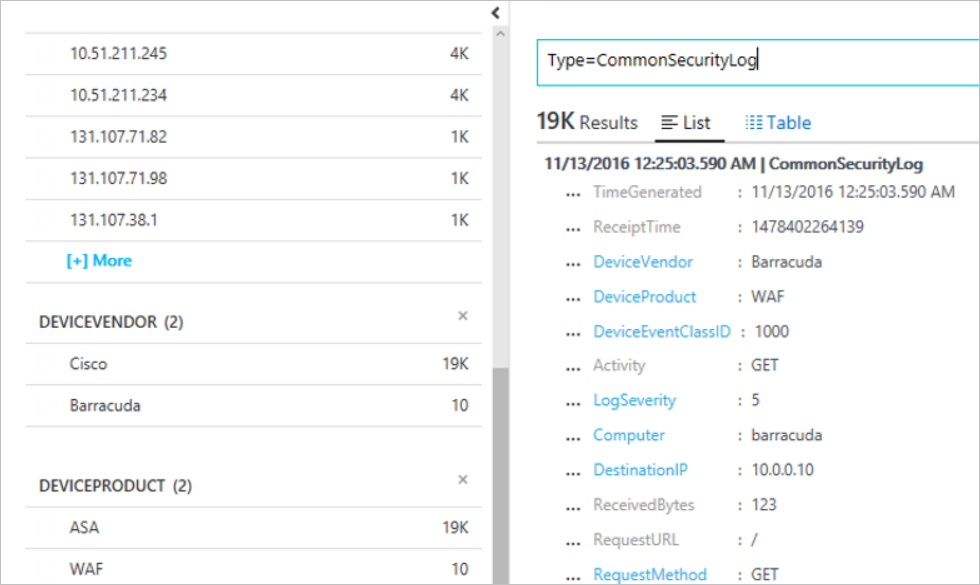 10.51.211.245 4K
10.51.211.234 4K
131.107.71.82 1K
131.107.71.98 1K
131.107.38.1 1K
[+] More
DEVICEVENDOR (2) ×
Cisco 19K
Barracuda 10
DEVICEPRODUCT (2) ×
ASA 19K
WAF 10
Type=CommonSecurityLog
19K Results List Table
11/13/2016 12:25:03.590 AM | CommonSecurityLog
... TimeGenerated : 11/13/2016 12:25:03.590 AM
... ReceiptTime : 1478402264139
... DeviceVendor : Barracuda
... DeviceProduct : WAF
... DeviceEventClassID : 1000
... Activity : GET
... LogSeverity : 5
... Computer : barracuda
... DestinationIP : 10.0.0.10
... ReceivedBytes : 123
... RequestURL : /
... RequestMethod : GET